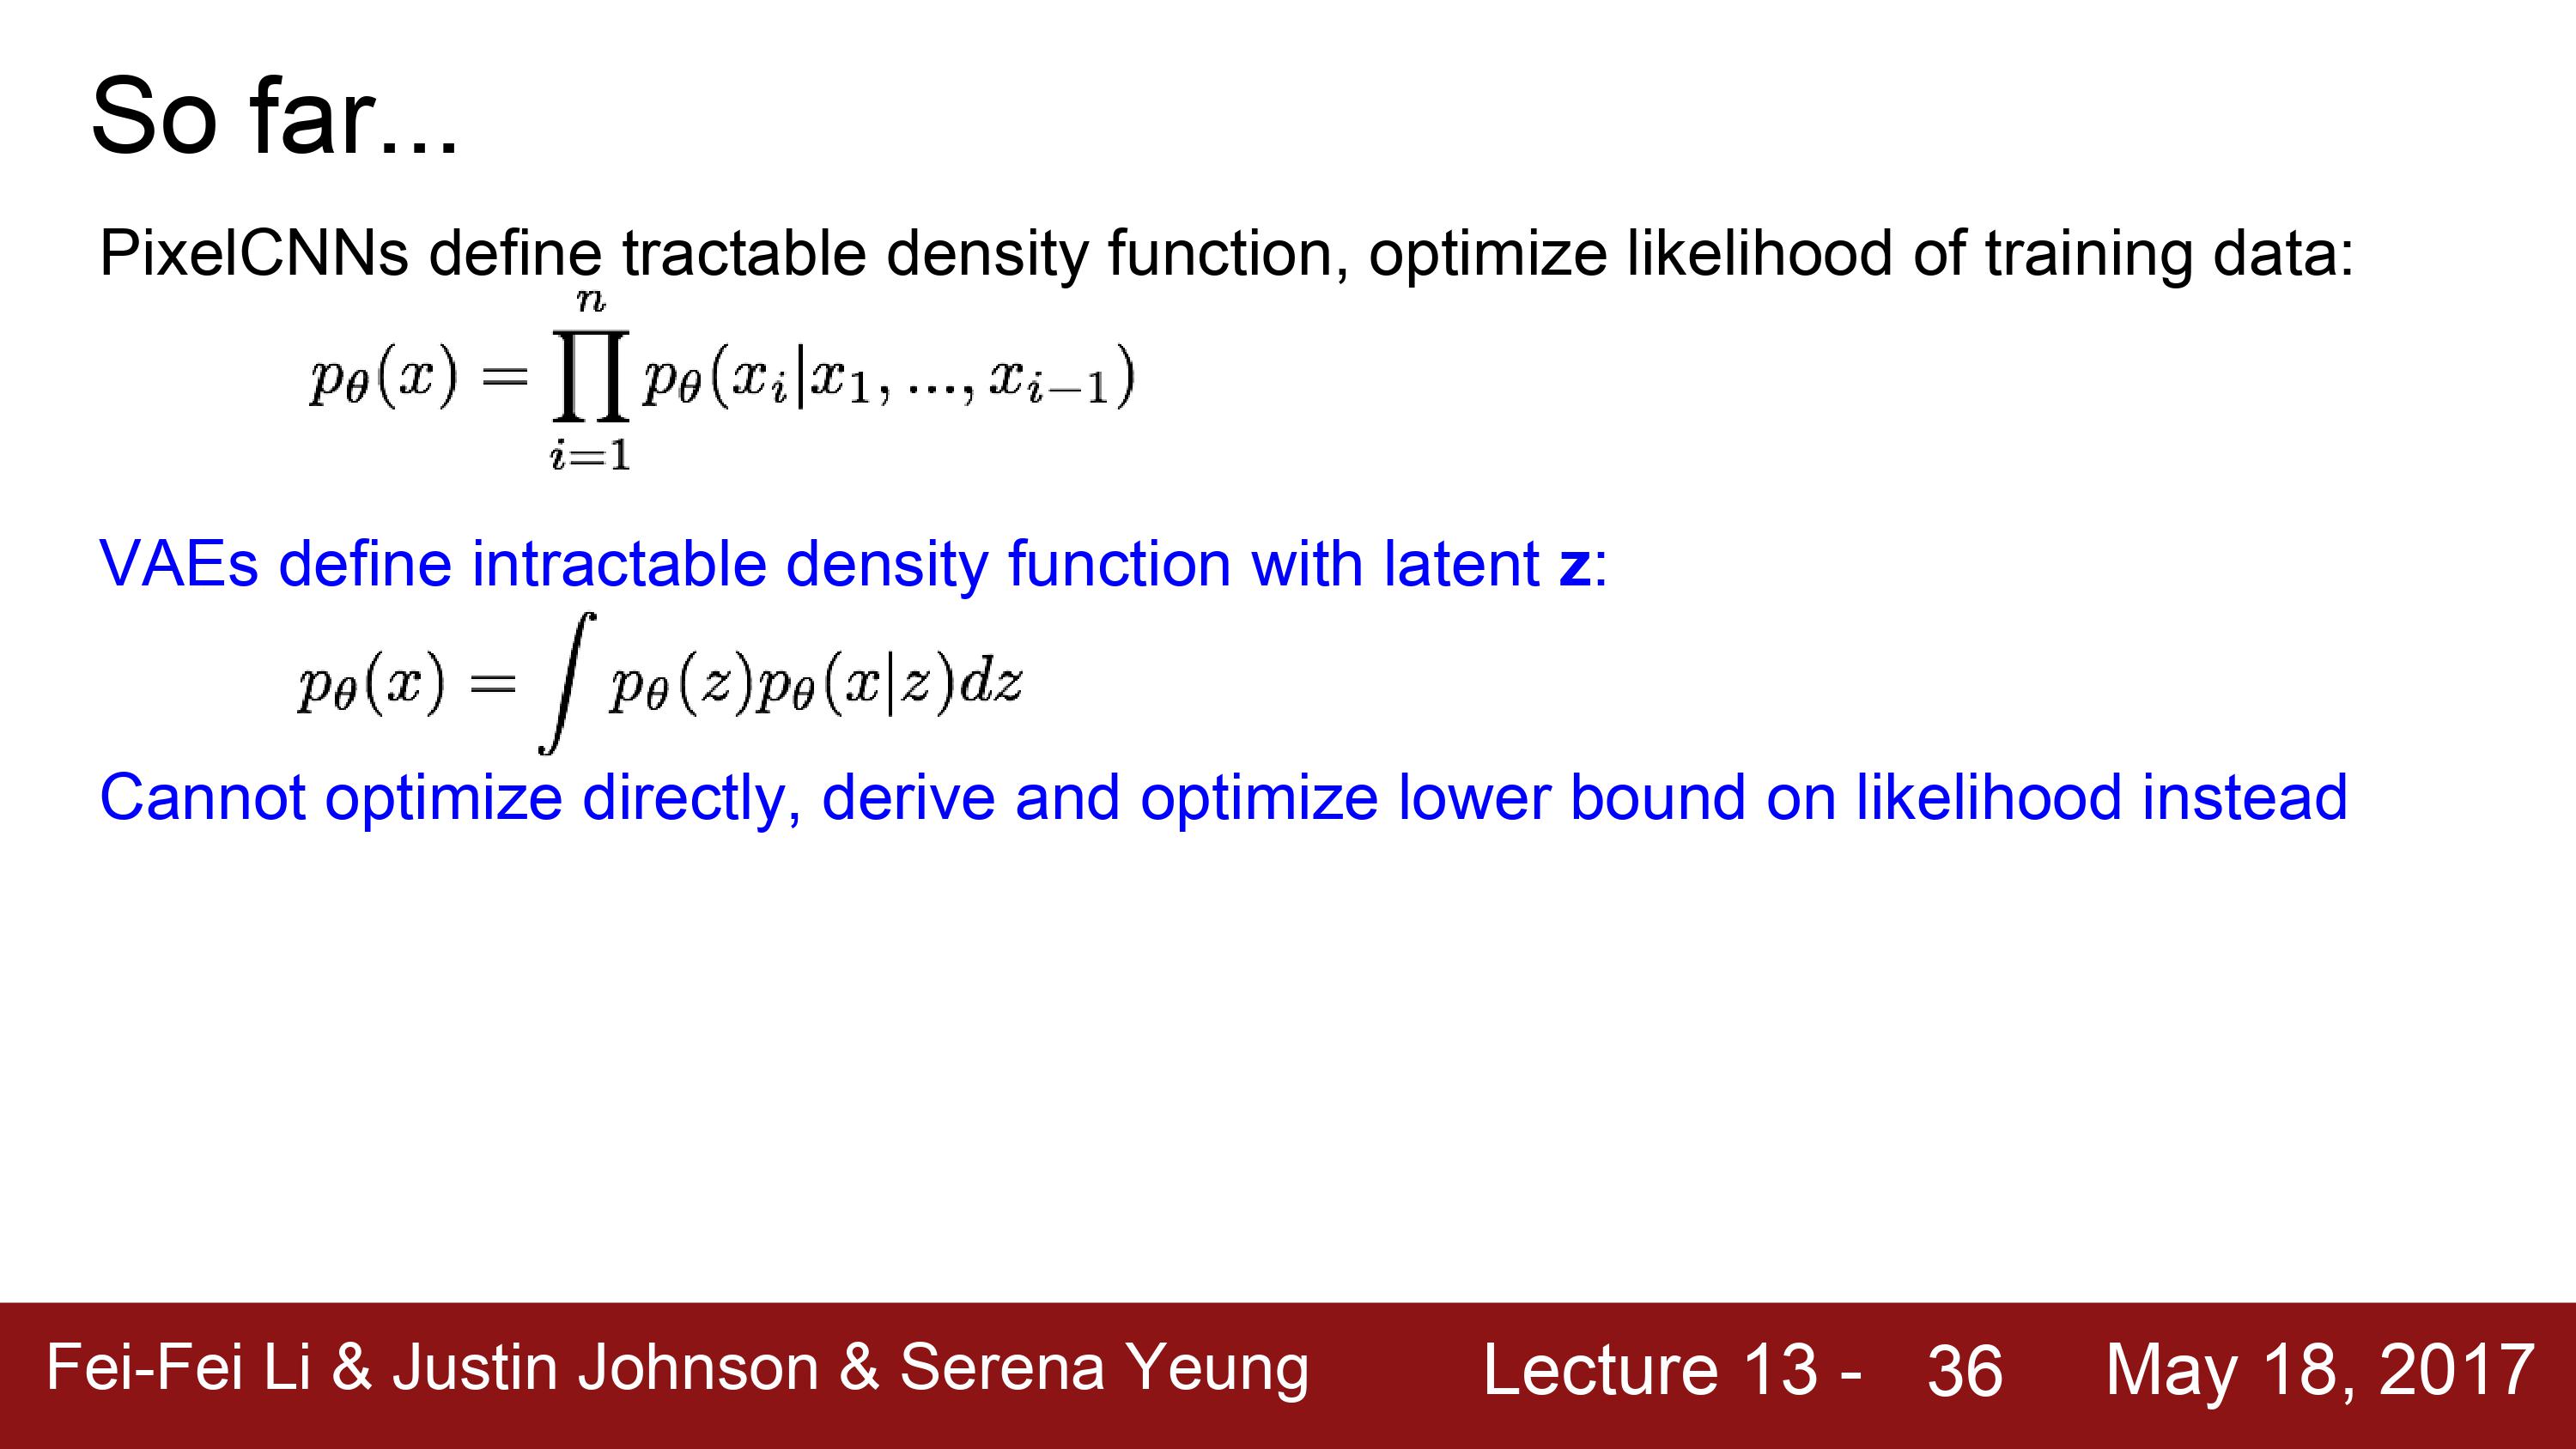 So far...
PixelCNNs define tractable density function, optimize likelihood of training data:
$p_\theta(x) = \prod_{i=1}^{n} p_\theta(x_i|x_1, ..., x_{i-1})$
VAEs define intractable density function with latent z:
$p_\theta(x) = \int p_\theta(z) p_\theta(x|z) dz$
Cannot optimize directly, derive and optimize lower bound on likelihood instead
Fei-Fei Li & Justin Johnson & Serena Yeung Lecture 13 - 36 May 18, 2017